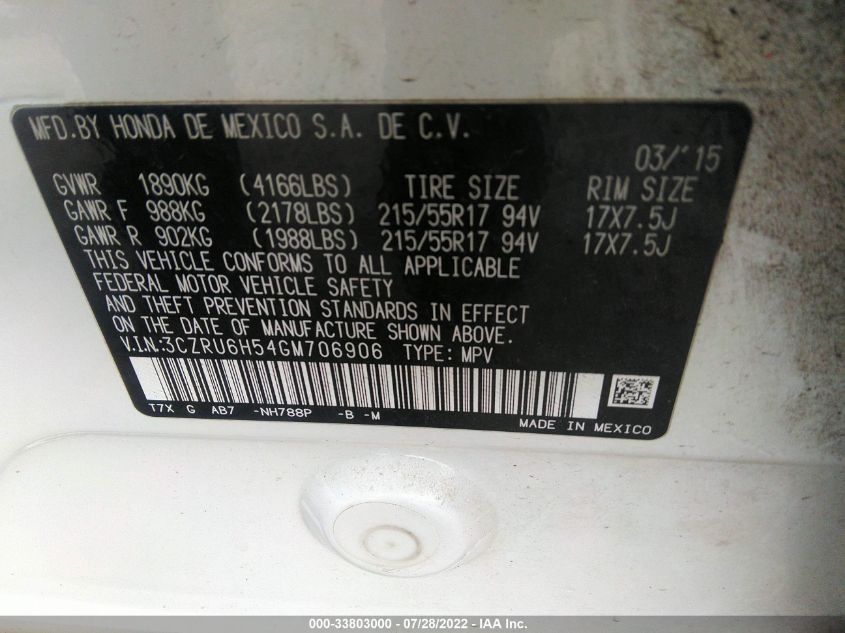 MFD.BY HONDA DE MEXICO S.A. DE C.V.
03/'15
GVWR 1890KG (4166LBS) TIRE SIZE RIM SIZE
GAWR F 988KG (2178LBS) 215/55R17 94V 17X7.5J
GAWR R 902KG (1988LBS) 215/55R17 94V 17X7.5J
THIS VEHICLE CONFORMS TO ALL APPLICABLE
FEDERAL MOTOR VEHICLE SAFETY
AND THEFT PREVENTION STANDARDS IN EFFECT
ON THE DATE OF MANUFACTURE SHOWN ABOVE.
V.I.N.:3CZRU6H54GM706906 TYPE: MPV
T7X G AB7 -NH788P -B -M
MADE IN MEXICO
000-33803000 / 07/28/2022 - IAA Inc.